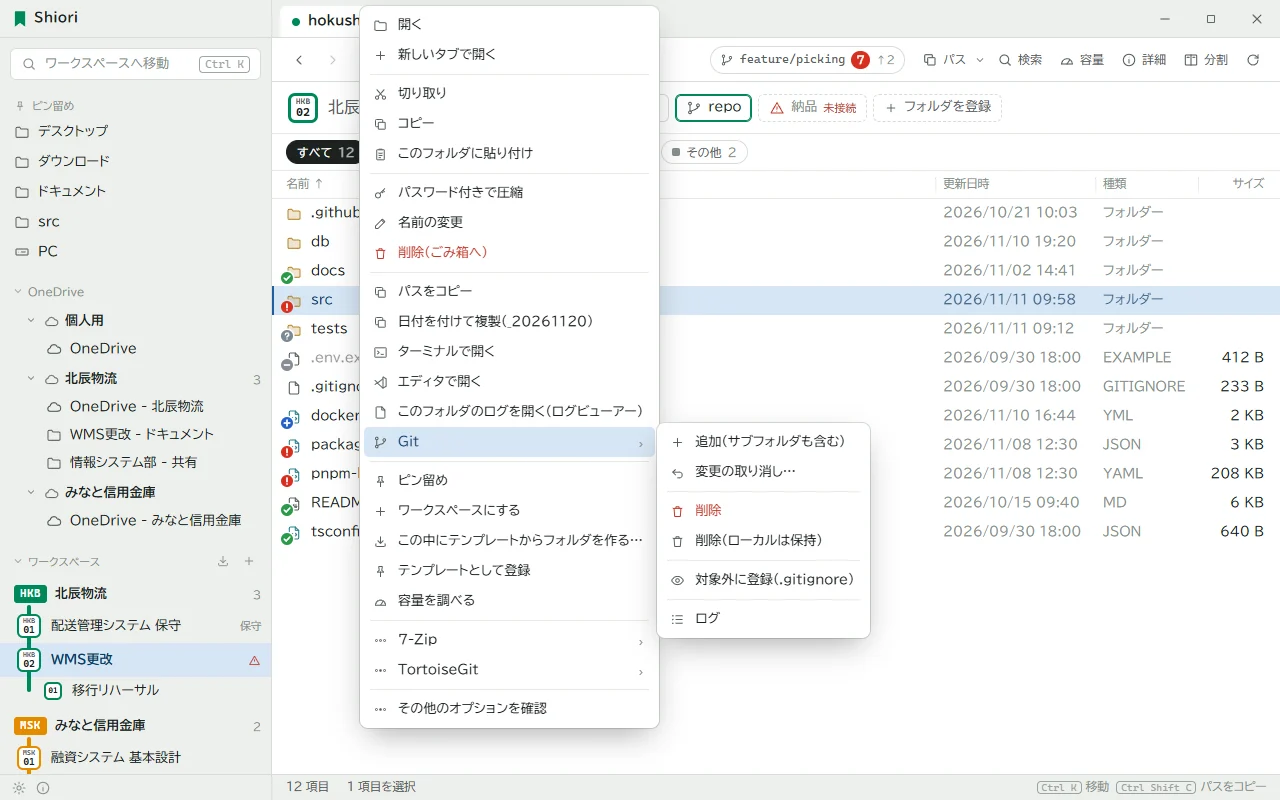 Shiori
ワークスペースへ移動 Ctrl K
ピン留め
デスクトップ
ダウンロード
ドキュメント
src
PC
OneDrive
個人用
OneDrive
北辰物流 3
OneDrive - 北辰物流
WMS更改 - ドキュメント
情報システム部 - 共有
みなと信用金庫
OneDrive - みなと信用金庫
ワークスペース
HKB 北辰物流 3
HKB 01 配送管理システム 保守 保守
HKB 02 WMS更改
01 移行リハーサル
MSK みなと信用金庫 2
MSK 01 融資システム 基本設計
hokush
feature/picking 7 ↑2
パス
検索
容量
詳細
分割
HKB 02 北辰
repo
納品 未接続
フォルダを登録
すべて 12
その他 2
名前 ↑ 更新日時 種類 サイズ
.github 2026/10/21 10:03 フォルダー
db 2026/11/10 19:20 フォルダー
docs 2026/11/02 14:41 フォルダー
src 2026/11/11 09:58 フォルダー
tests 2026/11/11 09:12 フォルダー
.env.ex 2026/09/30 18:00 EXAMPLE 412 B
.gitigno 2026/09/30 18:00 GITIGNORE 233 B
docker 2026/11/10 16:44 YML 2 KB
packag 2026/11/08 12:30 JSON 3 KB
pnpm-l 2026/11/08 12:30 YAML 208 KB
READM 2026/10/15 09:40 MD 6 KB
tsconfi 2026/09/30 18:00 JSON 640 B
開く
新しいタブで開く
切り取り
コピー
このフォルダに貼り付け
パスワード付きで圧縮
名前の変更
削除(ごみ箱へ)
パスをコピー
日付を付けて複製(_20261120)
ターミナルで開く
エディタで開く
このフォルダのログを開く(ログビューアー)
Git
ピン留め
ワークスペースにする
この中にテンプレートからフォルダを作る…
テンプレートとして登録
容量を調べる
7-Zip
TortoiseGit
その他のオプションを確認
追加(サブフォルダも含む)
変更の取り消し…
削除
削除(ローカルは保持)
対象外に登録(.gitignore)
ログ
12 項目 1 項目を選択
Ctrl K 移動 Ctrl Shift C パスをコピー